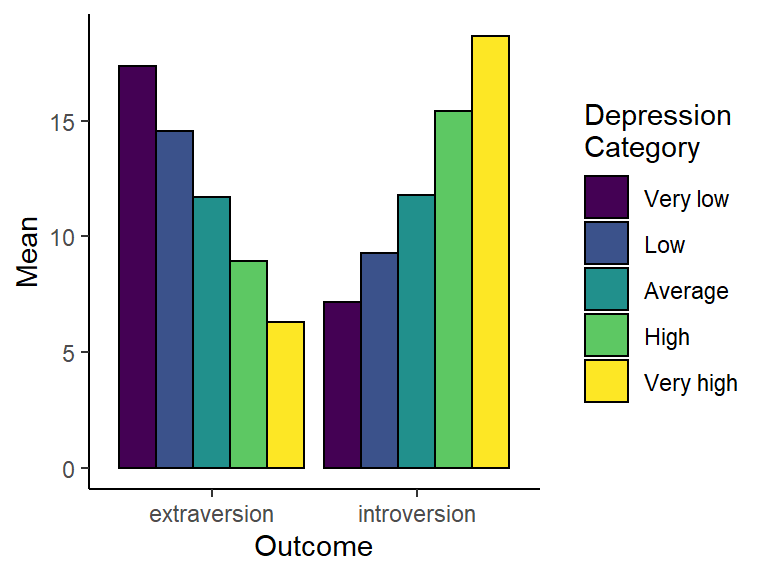 Mean
15
10
5
0
extraversion
introversion
Outcome
Depression
Category
Very low
Low
Average
High
Very high